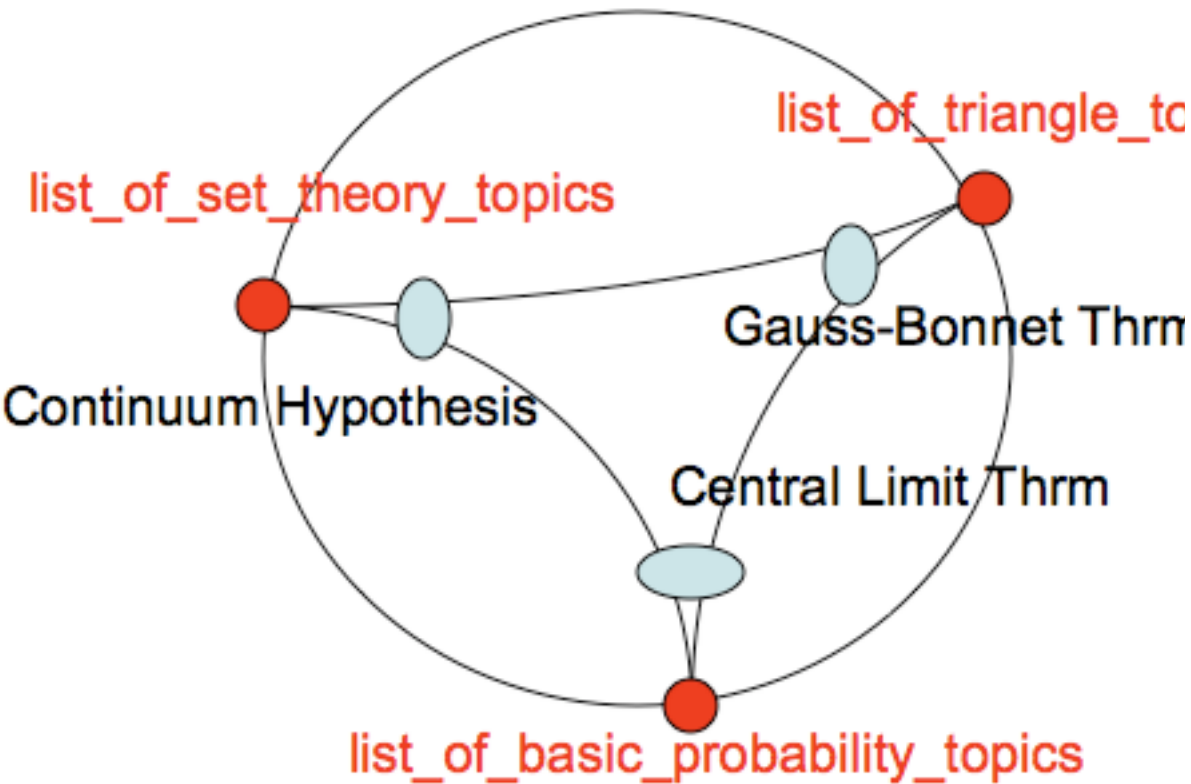 list_of_triangle_to
list_of_set_theory_topics
Gauss-Bonnet Thrm
Continuum Hypothesis
Central Limit Thrm
list_of_basic_probability_topics